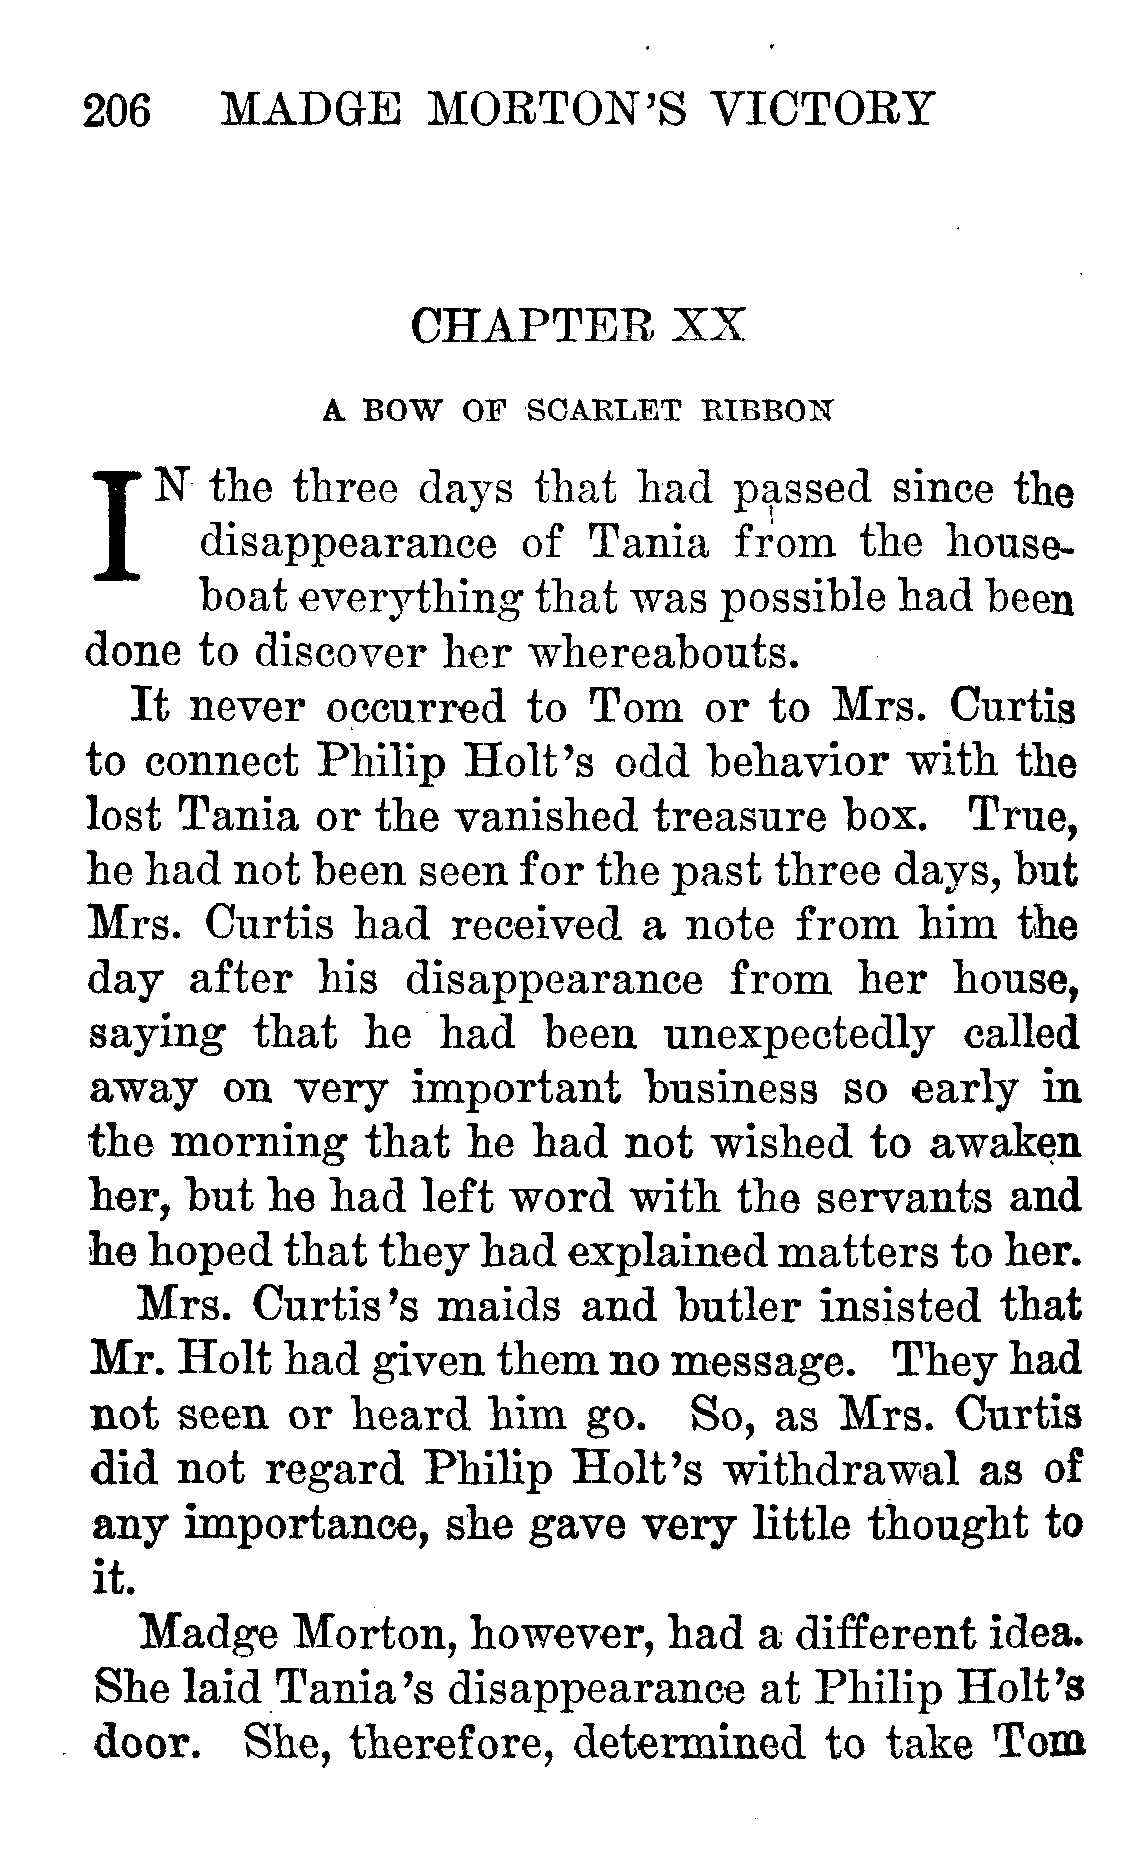 206 MADGE MORTON'S VICTORY
CHAPTER XX
A BOW OF SCARLET RIBBON
IN the three days that had passed since the
disappearance of Tania from the house-
boat everything that was possible had been
done to discover her whereabouts.
It never occurred to Tom or to Mrs. Curtis
to connect Philip Holt's odd behavior with the
lost Tania or the vanished treasure box. True,
he had not been seen for the past three days, but
Mrs. Curtis had received a note from him the
day after his disappearance from her house,
saying that he had been unexpectedly called
away on very important business so early in
the morning that he had not wished to awaken
her, but he had left word with the servants and
he hoped that they had explained matters to her.
Mrs. Curtis's maids and butler insisted that
Mr. Holt had given them no message. They had
not seen or heard him go. So, as Mrs. Curtis
did not regard Philip Holt's withdrawal as of
any importance, she gave very little thought to
it.
Madge Morton, however, had a different idea.
She laid Tania's disappearance at Philip Holt's
door. She, therefore, determined to take Tom